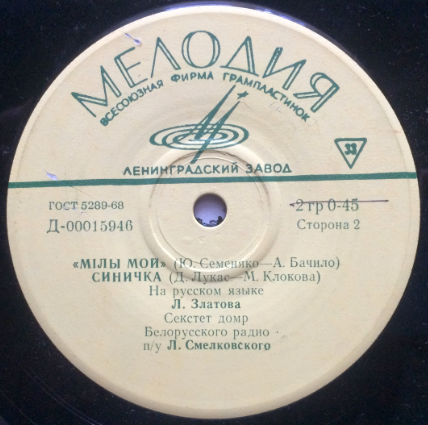 МЕЛОДИЯ
ВСЕСОЮЗНАЯ ФИРМА ГРАМПЛАСТИНОК
33
ЛЕНИНГРАДСКИЙ ЗАВОД
ГОСТ 5289-68
2 гр 0-45
Д-00015946
Сторона 2
«МІЛЫ МОЙ» (Ю. Семеняко—А. Бачило)
СИНИЧКА (Д. Лукас—М. Клокова)
На русском языке
Л. Златова
Секстет домр
Белорусского радио
п/у Л. Смелковского